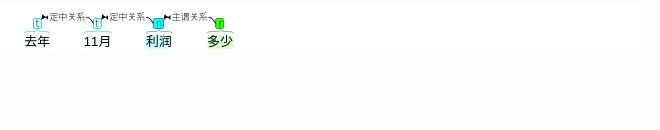 定中关系 定中关系 主谓关系
t t n r
去年 11月 利润 多少